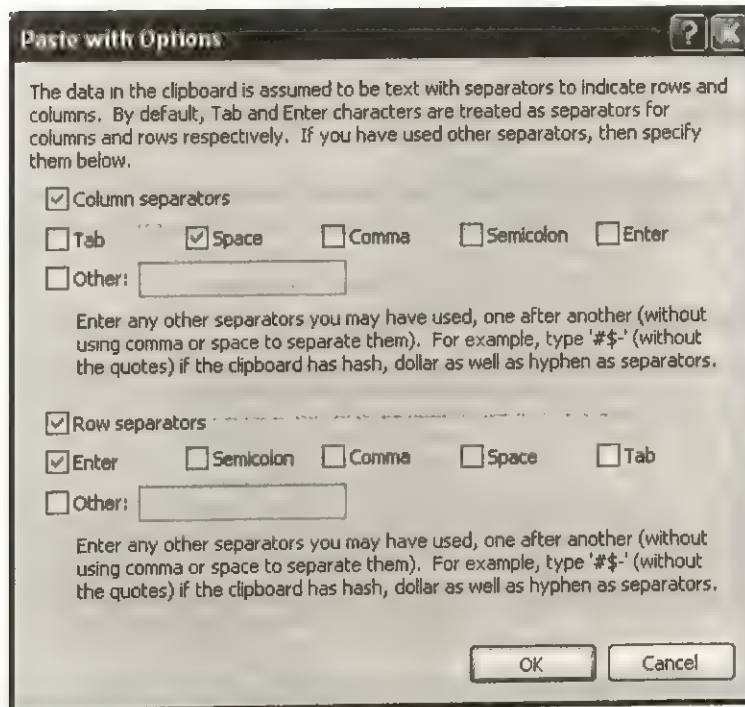 Paste with Options
The data in the clipboard is assumed to be text with separators to indicate rows and
columns. By default, Tab and Enter characters are treated as separators for
columns and rows respectively. If you have used other separators, then specify
them below.
Column separators
Tab Space Comma Semicolon Enter
Other:
Enter any other separators you may have used, one after another (without
using comma or space to separate them). For example, type '#$-' (without
the quotes) if the clipboard has hash, dollar as well as hyphen as separators.
Row separators
Enter Semicolon Comma Space Tab
Other:
Enter any other separators you may have used, one after another (without
using comma or space to separate them). For example, type '#$-' (without
the quotes) if the clipboard has hash, dollar as well as hyphen as separators.
OK Cancel